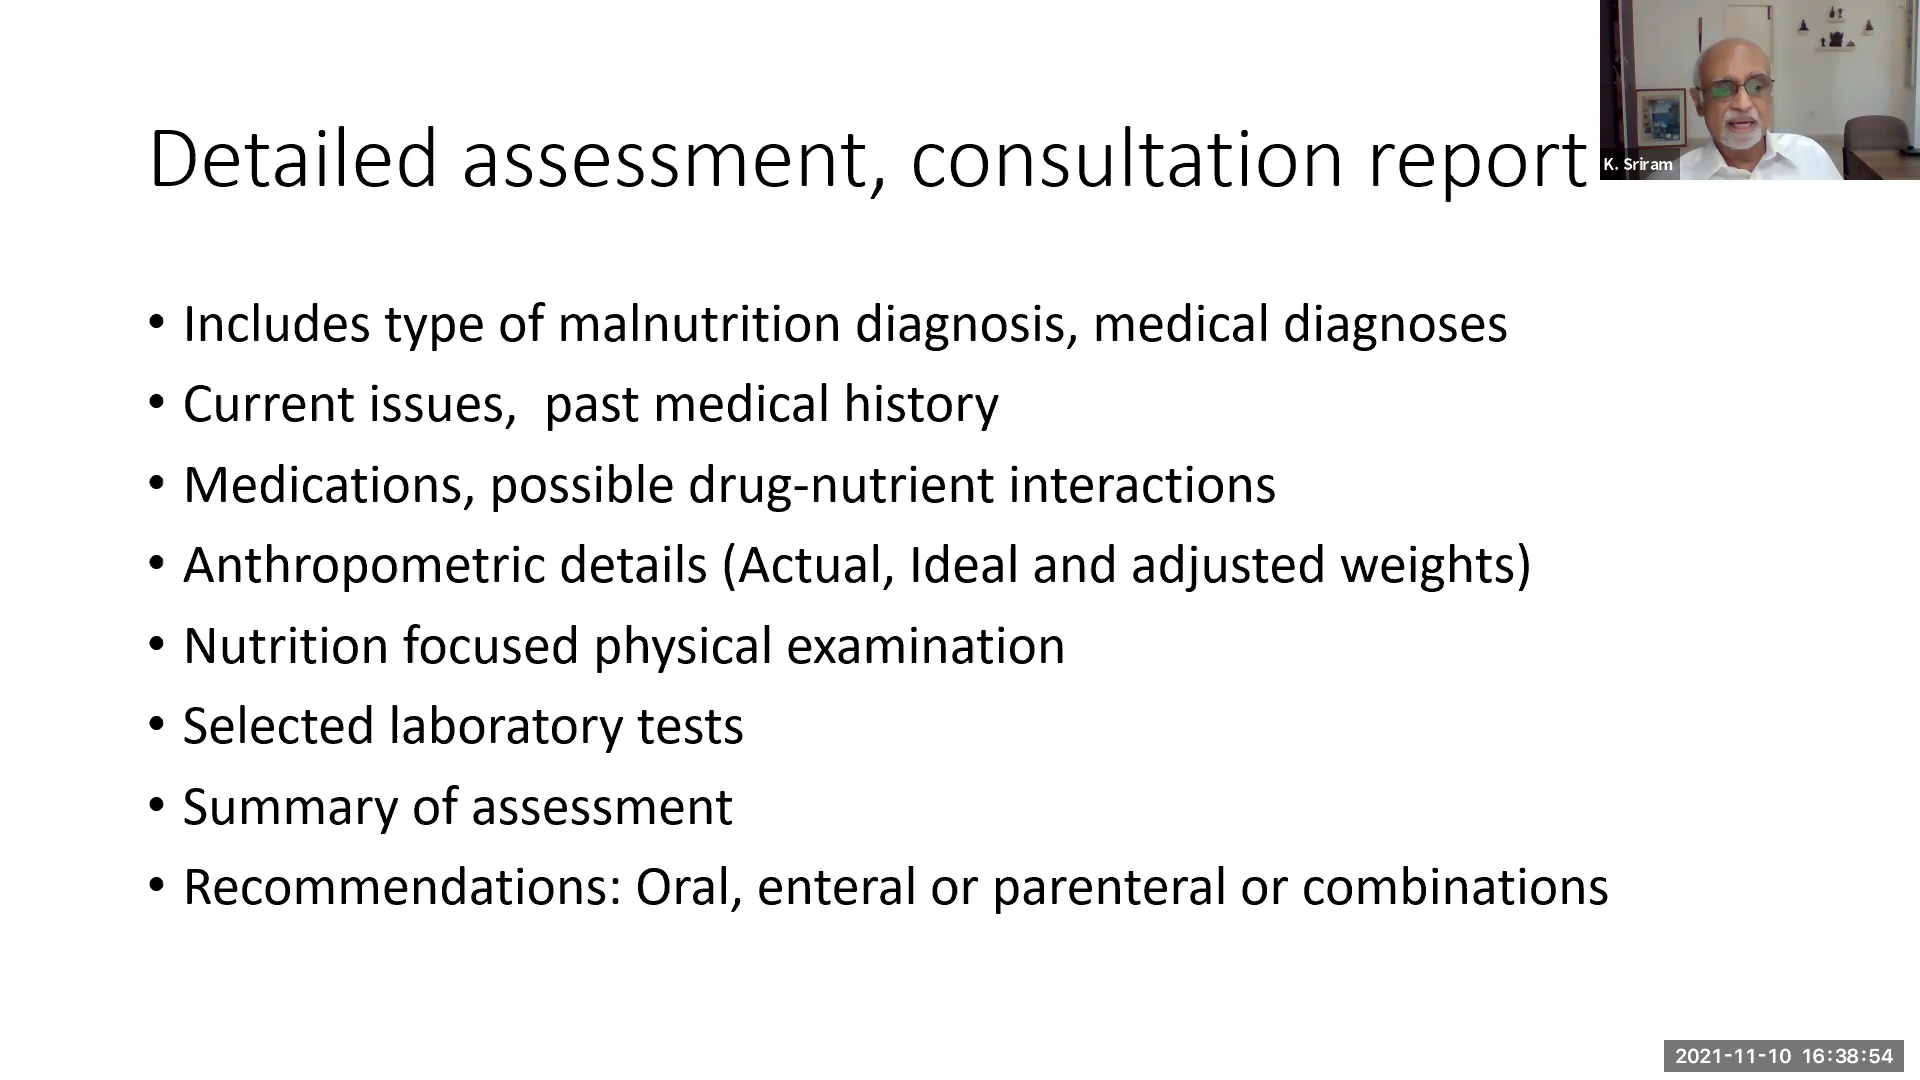 Detailed assessment, consultation report
K. Sriram
• Includes type of malnutrition diagnosis, medical diagnoses
• Current issues,  past medical history
• Medications, possible drug-nutrient interactions
• Anthropometric details (Actual, Ideal and adjusted weights)
• Nutrition focused physical examination
• Selected laboratory tests
• Summary of assessment
• Recommendations: Oral, enteral or parenteral or combinations
2021-11-10 16:38:54